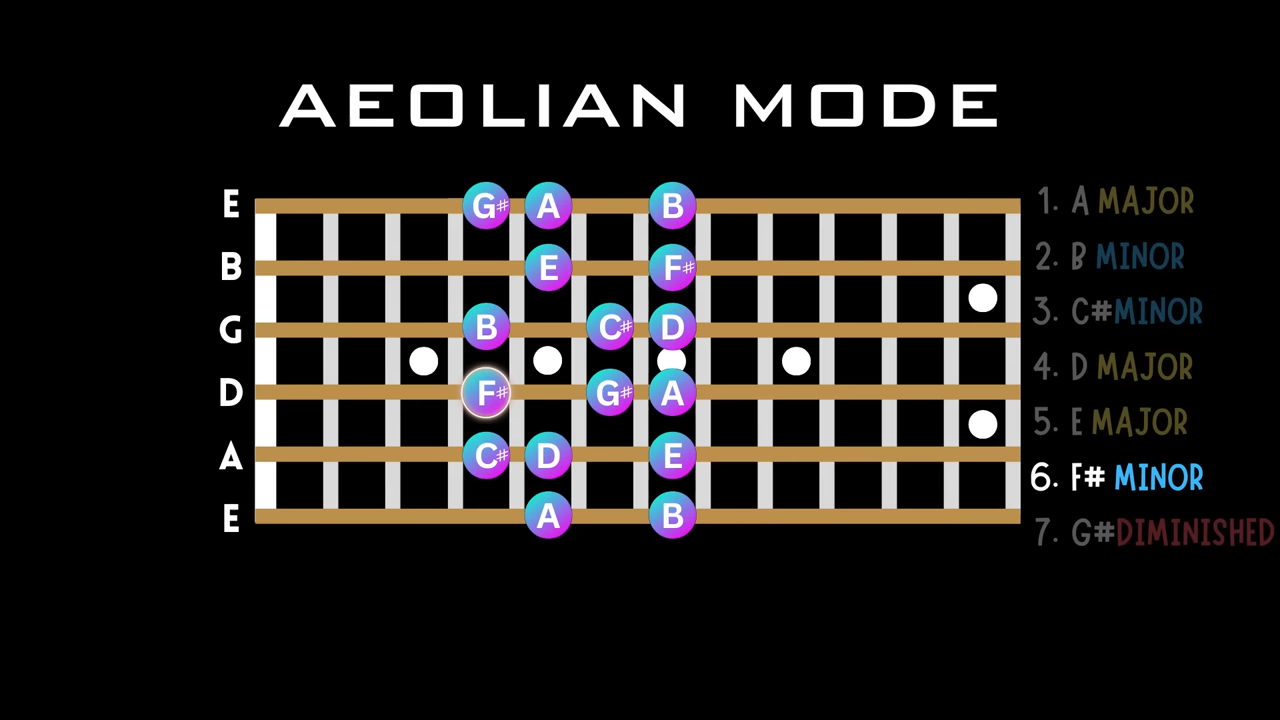 AEOLIAN MODE
E G# A B
B E F#
G B C# D
D F# G# A
A C# D E
E A B
1. A MAJOR
2. B MINOR
3. C# MINOR
4. D MAJOR
5. E MAJOR
6. F# MINOR
7. G# DIMINISHED